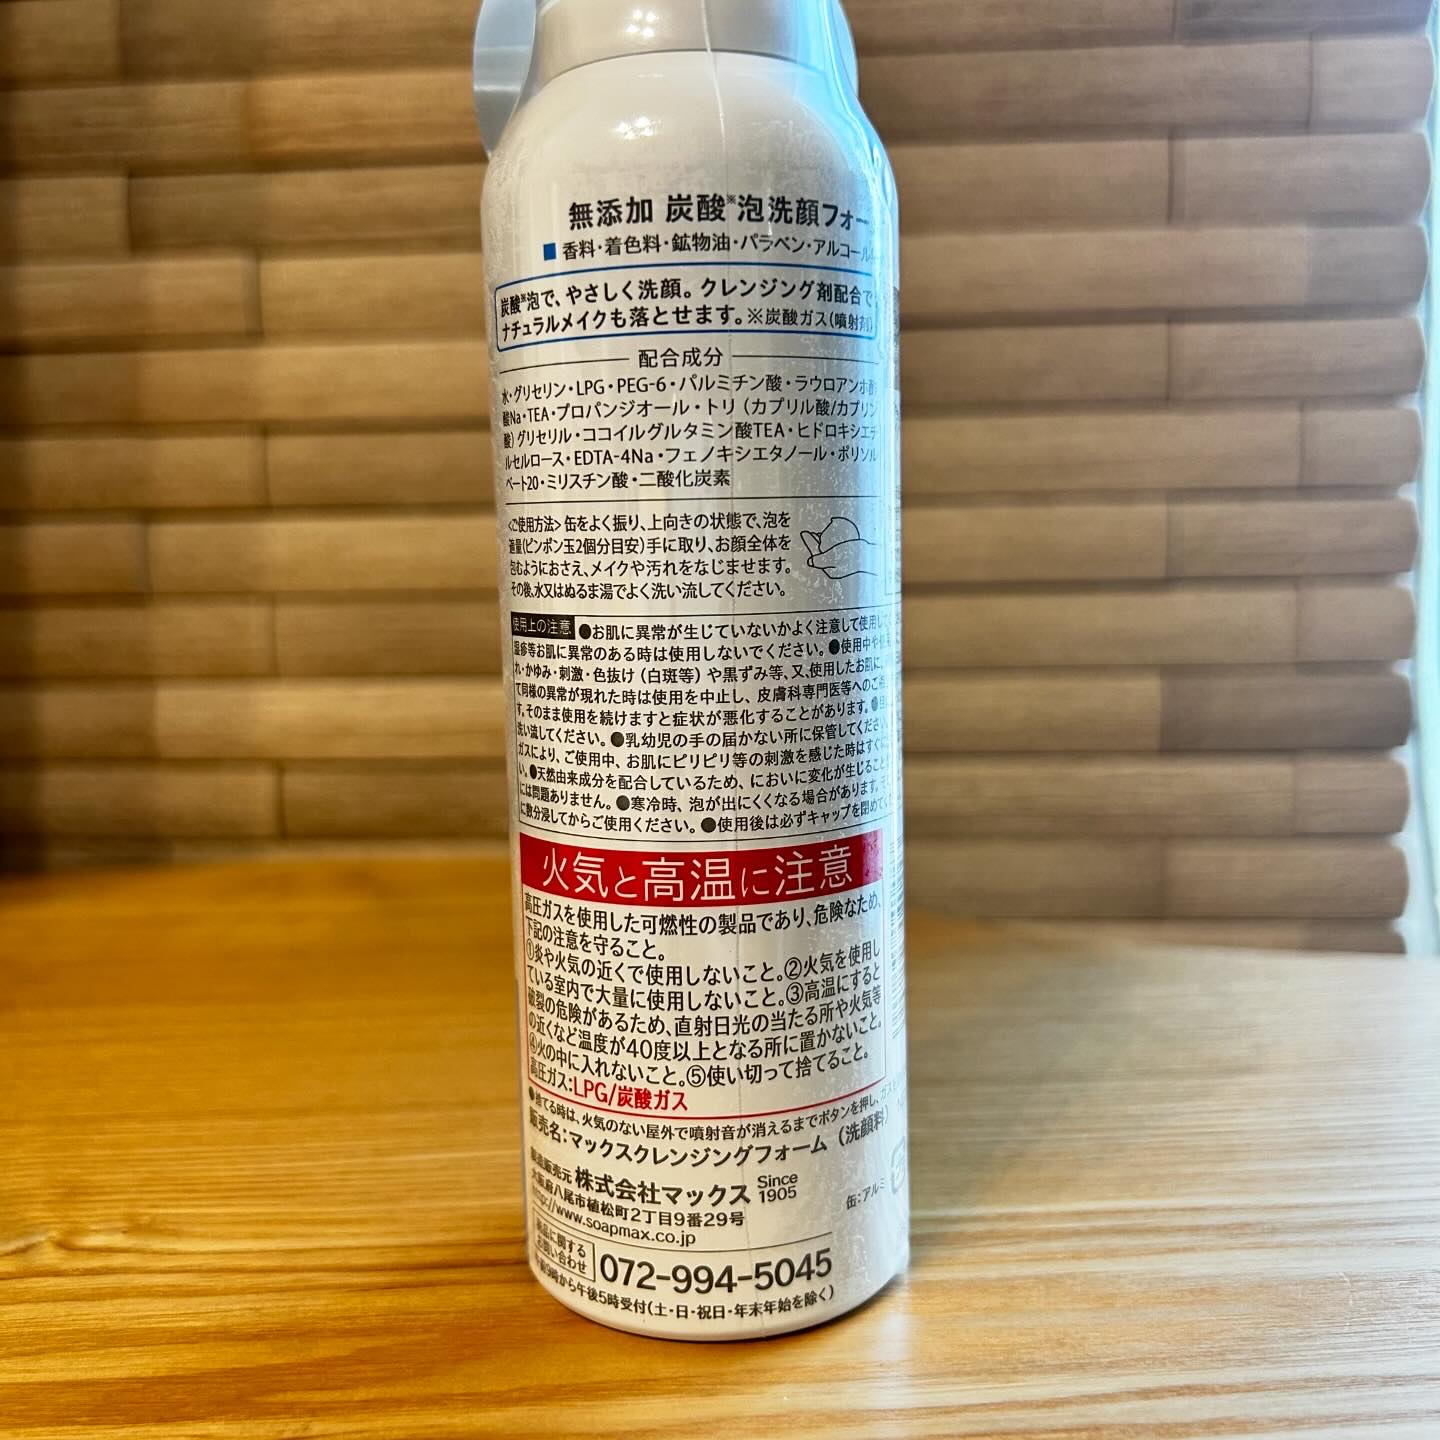 無添加 炭酸※泡洗顔フォー
■ 香料・着色料・鉱物油・パラベン・アルコール
炭酸※泡で、やさしく洗顔。クレンジング剤配合で
ナチュラルメイクも落とせます。※炭酸ガス(噴射剤)
配合成分
水・グリセリン・LPG・PEG-6・パルミチン酸・ラウロアンホ酢
酸Na・TEA・プロパンジオール・トリ(カプリル酸/カプリン
酸)グリセリル・ココイルグルタミン酸TEA・ヒドロキシエチ
ルセルロース・EDTA-4Na・フェノキシエタノール・ポリソル
ベート20・ミリスチン酸・二酸化炭素
<ご使用方法>缶をよく振り、上向きの状態で、泡を
適量(ピンポン玉2個分目安)手に取り、お顔全体を
包むようにおさえ、メイクや汚れをなじませます。
その後、水又はぬるま湯でよく洗い流してください。
使用上の注意 ●お肌に異常が生じていないかよく注意して使用して
湿疹等お肌に異常のある時は使用しないでください。●使用中や
れ・かゆみ・刺激・色抜け(白斑等)や黒ずみ等、又、使用したお肌に、
て同様の異常が現れた時は使用を中止し、皮膚科専門医等へのご相
す。そのまま使用を続けますと症状が悪化することがあります。●
洗い流してください。●乳幼児の手の届かない所に保管してください
ガスにより、ご使用中、お肌にピリピリ等の刺激を感じた時はすぐに
い。●天然由来成分を配合しているため、においに変化が生じること
には問題ありません。●寒冷時、泡が出にくくなる場合があります。
に数分浸してからご使用ください。●使用後は必ずキャップを閉めて
火気と高温に注意
高圧ガスを使用した可燃性の製品であり、危険なため、
下記の注意を守ること。
①炎や火気の近くで使用しないこと。②火気を使用し
ている室内で大量に使用しないこと。③高温にすると
破裂の危険があるため、直射日光の当たる所や火気等
の近くなど温度が40度以上となる所に置かないこと。
④火の中に入れないこと。⑤使い切って捨てること。
高圧ガス:LPG/炭酸ガス
●捨てる時は、火気のない屋外で噴射音が消えるまでボタンを押し、ガスを
販売名:マックスクレンジングフォーム(洗顔料)
製造販売元 株式会社マックス Since 1905
大阪府八尾市植松町2丁目9番29号
http://www.soapmax.co.jp
缶:アルミ
商品に関する
お問い合わせ 072-994-5045
午前9時から午後5時受付(土・日・祝日・年末年始を除く)